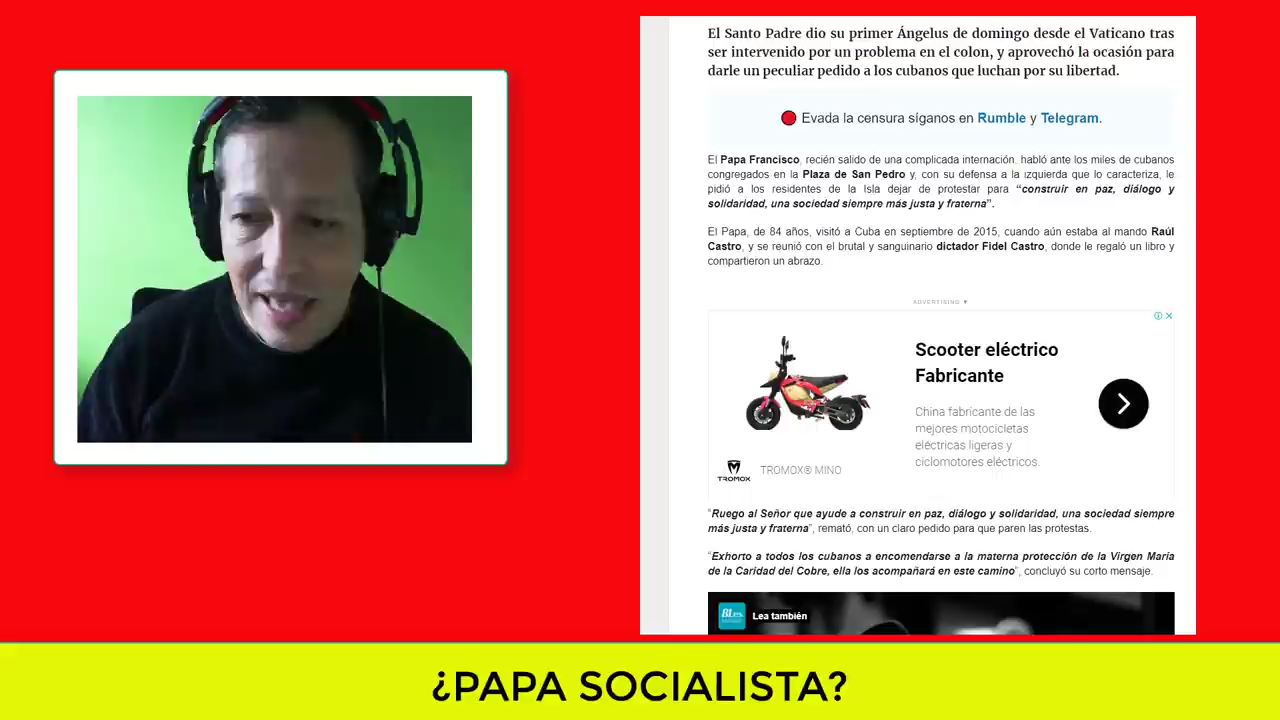 El Santo Padre dio su primer Ángelus de domingo desde el Vaticano tras
ser intervenido por un problema en el colon, y aprovechó la ocasión para
darle un peculiar pedido a los cubanos que luchan por su libertad.
Evada la censura síganos en Rumble y Telegram.
El Papa Francisco, recién salido de una complicada internación, habló ante los miles de cubanos
congregados en la Plaza de San Pedro y, con su defensa a la izquierda que lo caracteriza, le
pidió a los residentes de la Isla dejar de protestar para “construir en paz, diálogo y
solidaridad, una sociedad siempre más justa y fraterna”.
El Papa, de 84 años, visitó a Cuba en septiembre de 2015, cuando aún estaba al mando Raúl
Castro, y se reunió con el brutal y sanguinario dictador Fidel Castro, donde le regaló un libro y
compartieron un abrazo.
ADVERTISING ▼
Scooter eléctrico
Fabricante
China fabricante de las
mejores motocicletas
eléctricas ligeras y
ciclomotores eléctricos.
TROMOX
TROMOX® MINO
“Ruego al Señor que ayude a construir en paz, diálogo y solidaridad, una sociedad siempre
más justa y fraterna”, remató, con un claro pedido para que paren las protestas.
“Exhorto a todos los cubanos a encomendarse a la materna protección de la Virgen María
de la Caridad del Cobre, ella los acompañará en este camino”, concluyó su corto mensaje.
BLes
Lea también
¿PAPA SOCIALISTA?